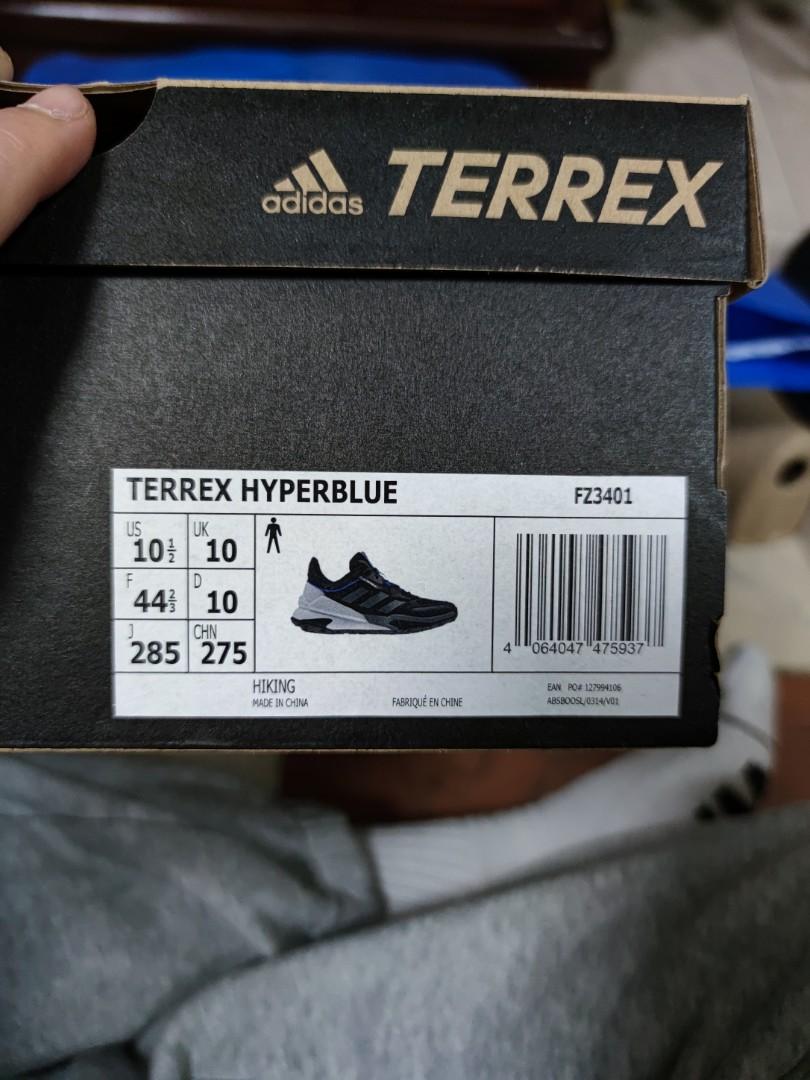 adidas TERREX
TERREX HYPERBLUE FZ3401
US UK
10½ 10
F D
44⅔ 10
J CHN
285 275
4 064047 475937
HIKING
MADE IN CHINA FABRIQUÉ EN CHINE
EAN PO# 127994106
ABSBOOSL/0314/V01